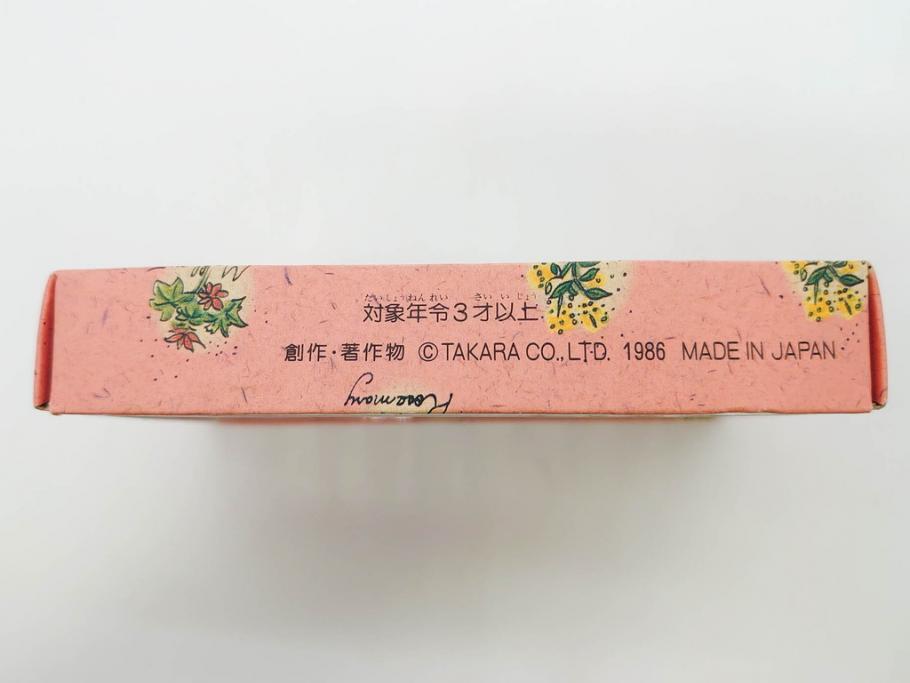 だいしょうねんれい さい いじょう
対象年令3才以上
創作・著作物 ©TAKARA CO.,LTD. 1986 MADE IN JAPAN
Rosemary